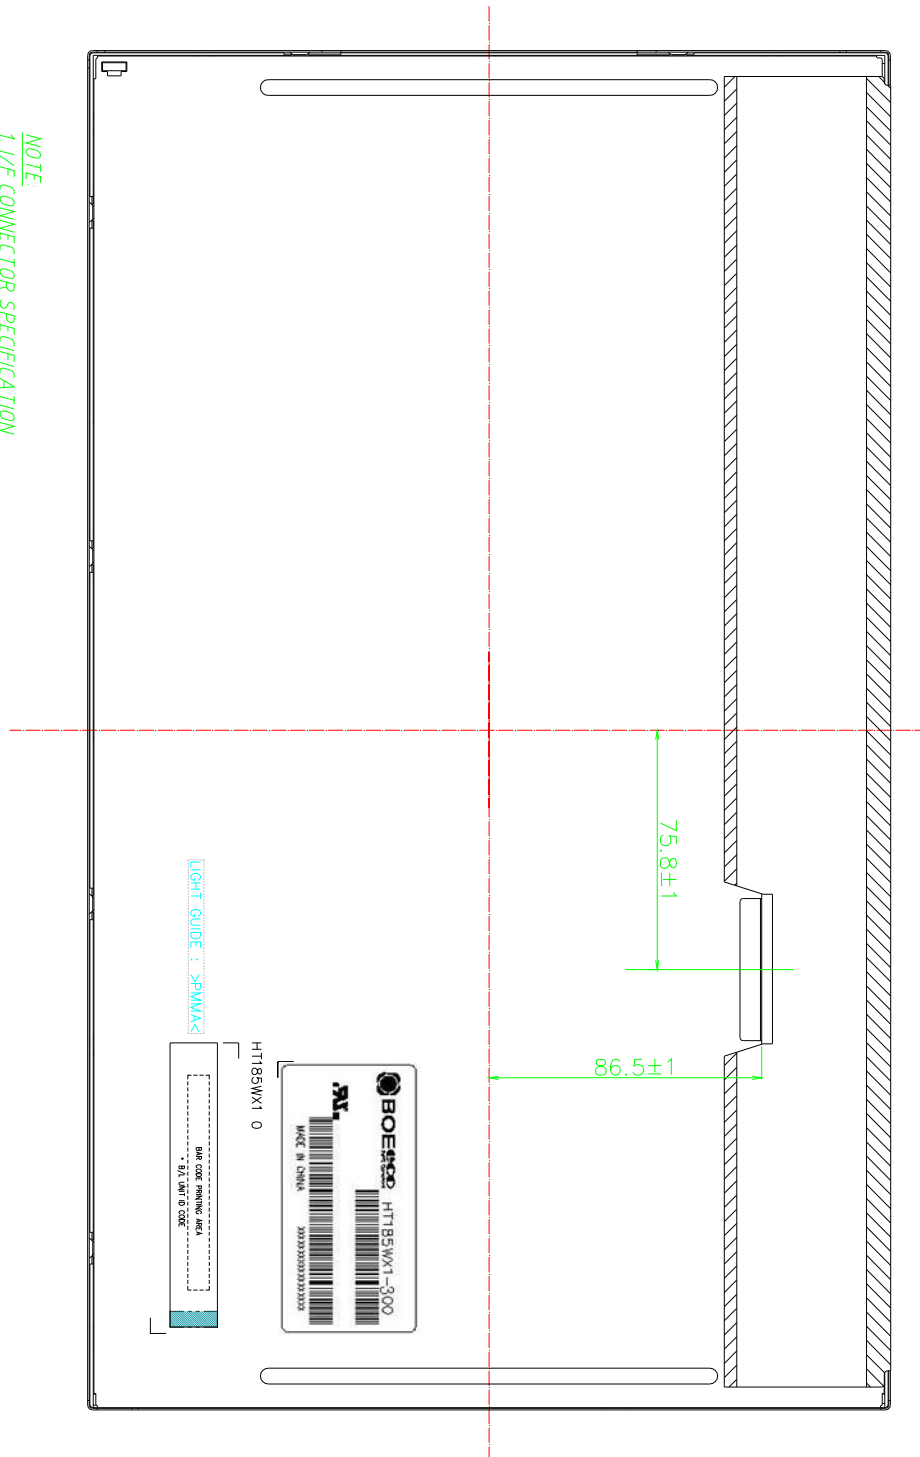 NOTE:
1. I/F CONNECTOR SPECIFICATION
75.8±1
86.5±1
LIGHT GUIDE : >PMMA<
HT185WX1 0
BOE
HT185WX1-300
MADE IN CHINA
XXXXXXXXXXXXXXXXX
BAR CODE PRINTING AREA
* B/L UNIT ID CODE